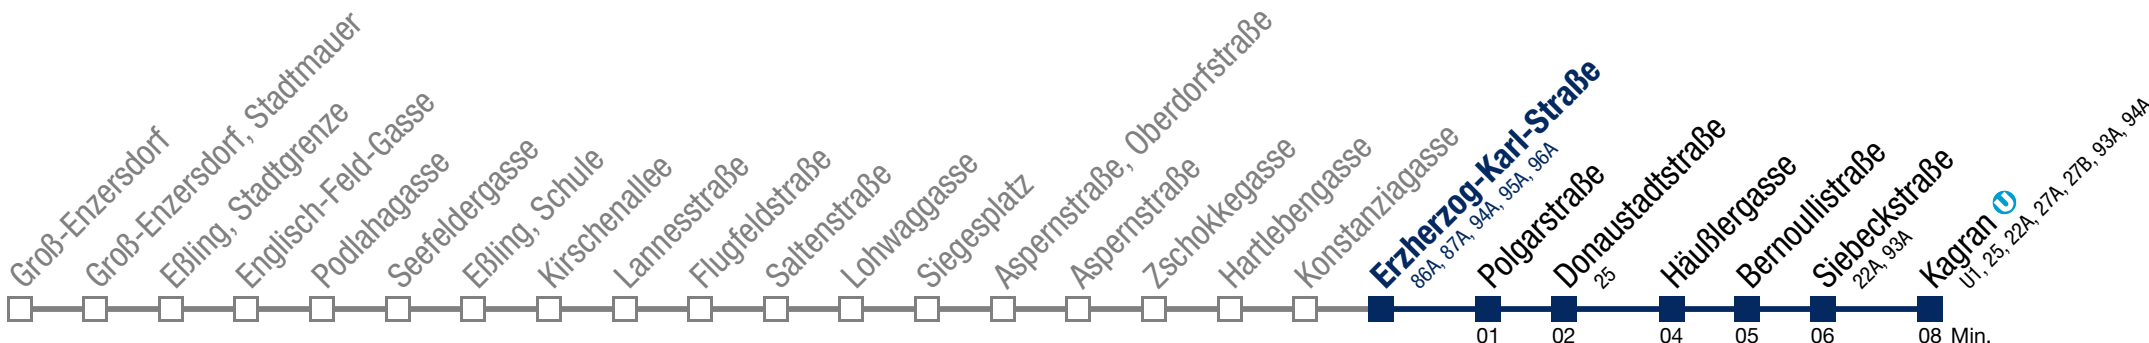 Groß-Enzersdorf
Groß-Enzersdorf, Stadtmauer
Eßling, Stadtgrenze
Englisch-Feld-Gasse
Podlahagasse
Seefeldergasse
Eßling, Schule
Kirschenallee
Lannesstraße
Flugfeldstraße
Saltenstraße
Lohwaggasse
Siegesplatz
Aspernstraße, Oberdorfstraße
Aspernstraße
Zschokkegasse
Hartlebengasse
Konstanziagasse
Erzherzog-Karl-Straße
86A, 87A, 94A, 95A, 96A
Polgarstraße
Donaustadtstraße
25
Häußlergasse
Bernoullistraße
Siebeckstraße
22A, 93A
Kagran U
U1, 25, 22A, 27A, 27B, 93A, 94A
01 02 04 05 06 08 Min.